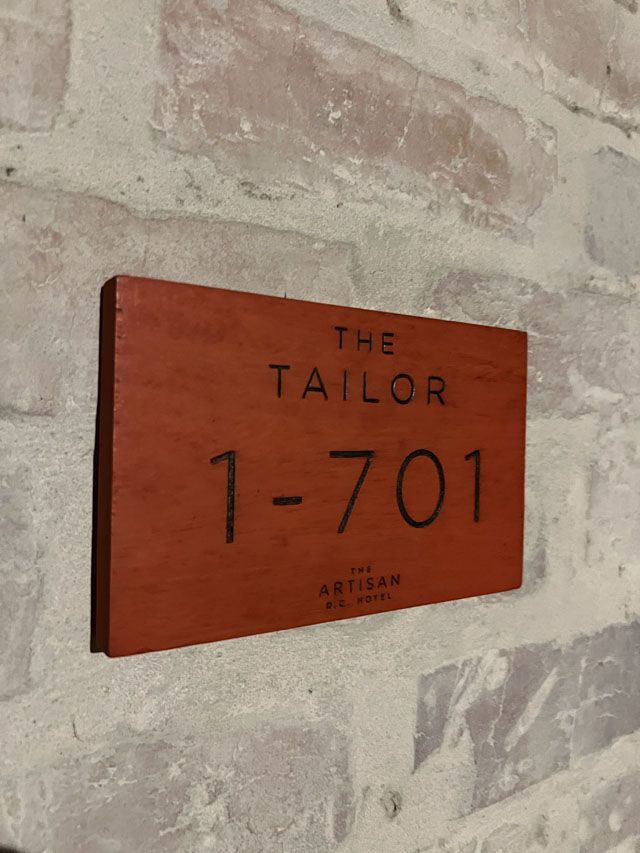 THE
TAILOR
1-701
THE
ARTISAN
D.C. HOTEL